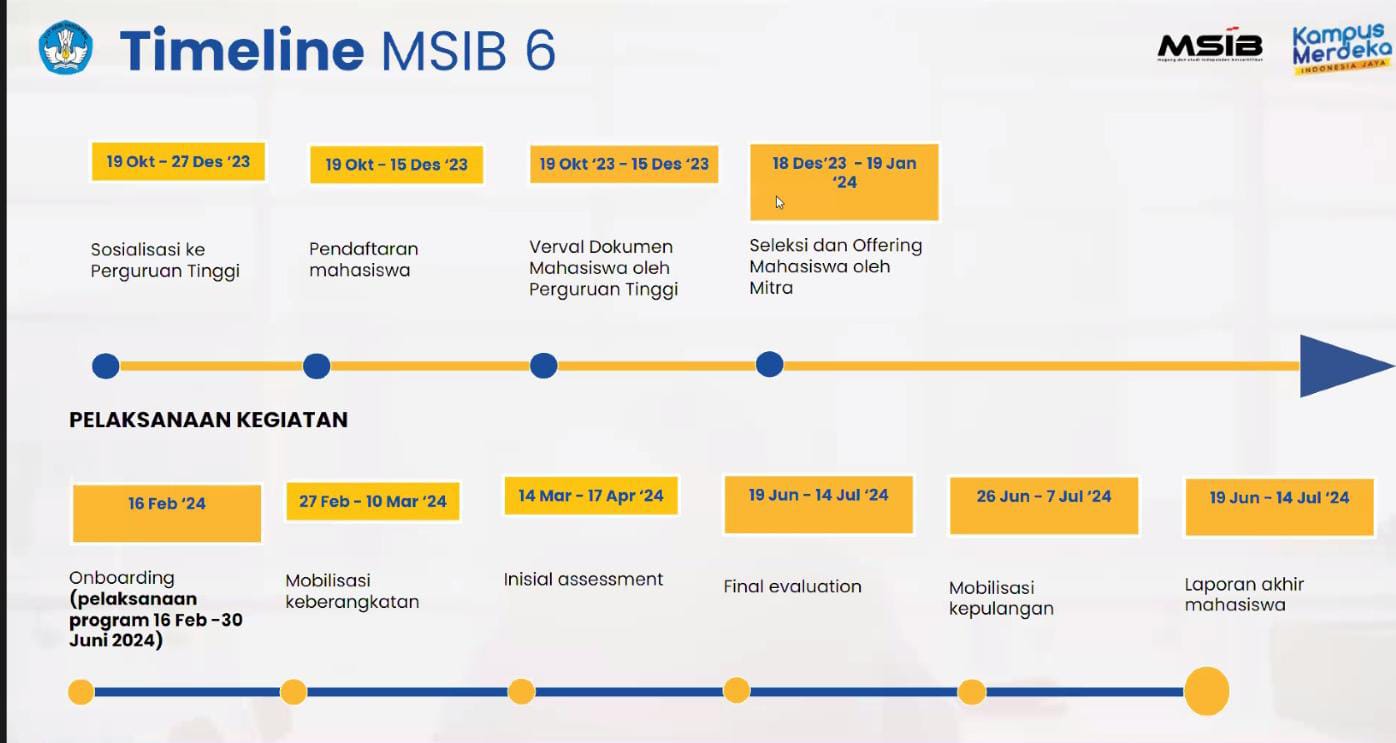 Timeline MSIB 6
MSIB
Kampus
Merdeka
INDONESIA JAYA
19 Okt – 27 Des ‘23
19 Okt – 15 Des ‘23
19 Okt ‘23 – 15 Des ‘23
18 Des’23 - 19 Jan
‘24
Sosialisasi ke
Perguruan Tinggi
Pendaftaran
mahasiswa
Verval Dokumen
Mahasiswa oleh
Perguruan Tinggi
Seleksi dan Offering
Mahasiswa oleh
Mitra
PELAKSANAAN KEGIATAN
16 Feb ‘24
27 Feb - 10 Mar ‘24
14 Mar - 17 Apr ‘24
19 Jun - 14 Jul ‘24
26 Jun - 7 Jul ‘24
19 Jun - 14 Jul ‘24
Onboarding
(pelaksanaan
program 16 Feb -30
Juni 2024)
Mobilisasi
keberangkatan
Inisial assessment
Final evaluation
Mobilisasi
kepulangan
Laporan akhir
mahasiswa